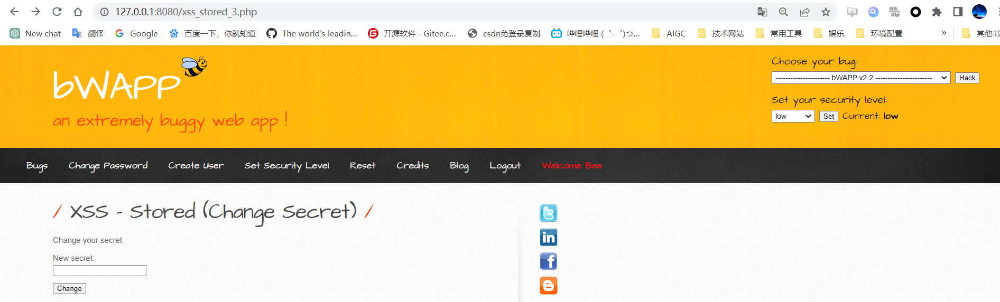 127.0.0.1:8080/xss_stored_3.php
New chat 翻译 Google 百度一下，你就知道 The world's leadin... 开源软件 - Gitee.c... csdn免登录复制 哔哩哔哩 ( ゜- ゜)つ... AIGC 技术网站 常用工具 娱乐 环境配置 » 其他书
bWAPP
an extremely buggy web app !
Choose your bug:
---------------------- bWAPP v2.2 ----------------------- Hack
Set your security level:
low Set Current: low
Bugs Change Password Create User Set Security Level Reset Credits Blog Logout Welcome Bee
/ XSS - Stored (Change Secret) /
Change your secret.
New secret:
Change